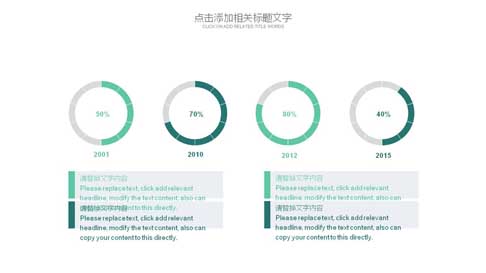 点击添加相关标题文字
CLICK ON ADD RELATED TITLE WORDS
50%
70%
80%
40%
2001
2010
2012
2015
请替换文字内容
Please replace text, click add relevant
headline, modify the text content, also can
copy your content to this directly.
请替换文字内容
Please replace text, click add relevant
headline, modify the text content, also can
copy your content to this directly.
请替换文字内容
Please replace text, click add relevant
headline, modify the text content, also can
请替换文字内容
Please replace text, click add relevant
headline, modify the text content, also can
copy your content to this directly.